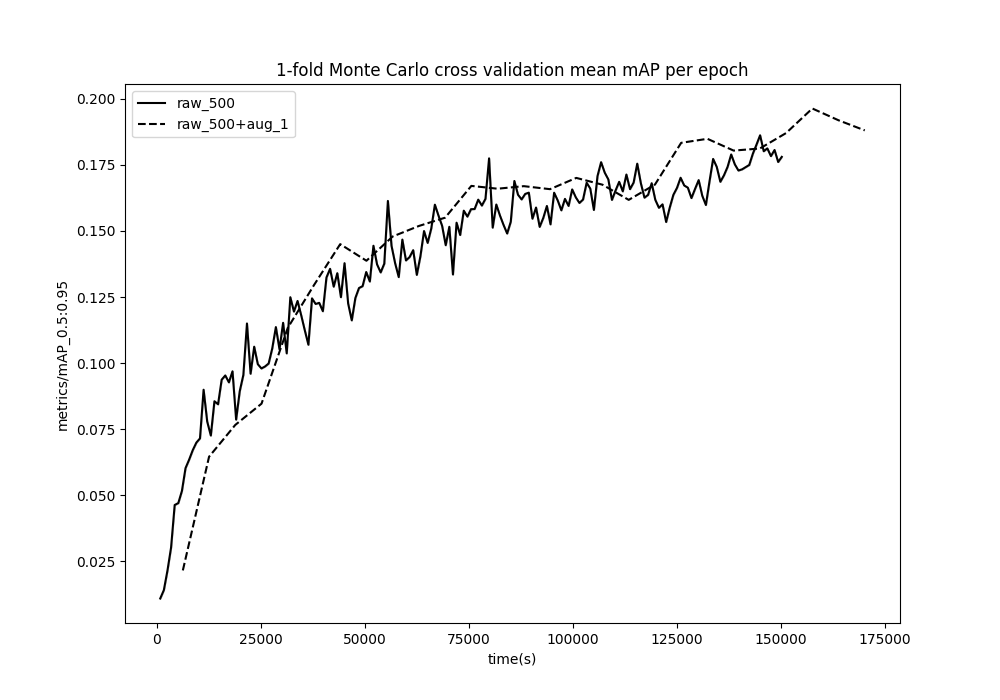 1-fold Monte Carlo cross validation mean mAP per epoch
raw_500
raw_500+aug_1
metrics/mAP_0.5:0.95
0.200
0.175
0.150
0.125
0.100
0.075
0.050
0.025
0 25000 50000 75000 100000 125000 150000 175000
time(s)